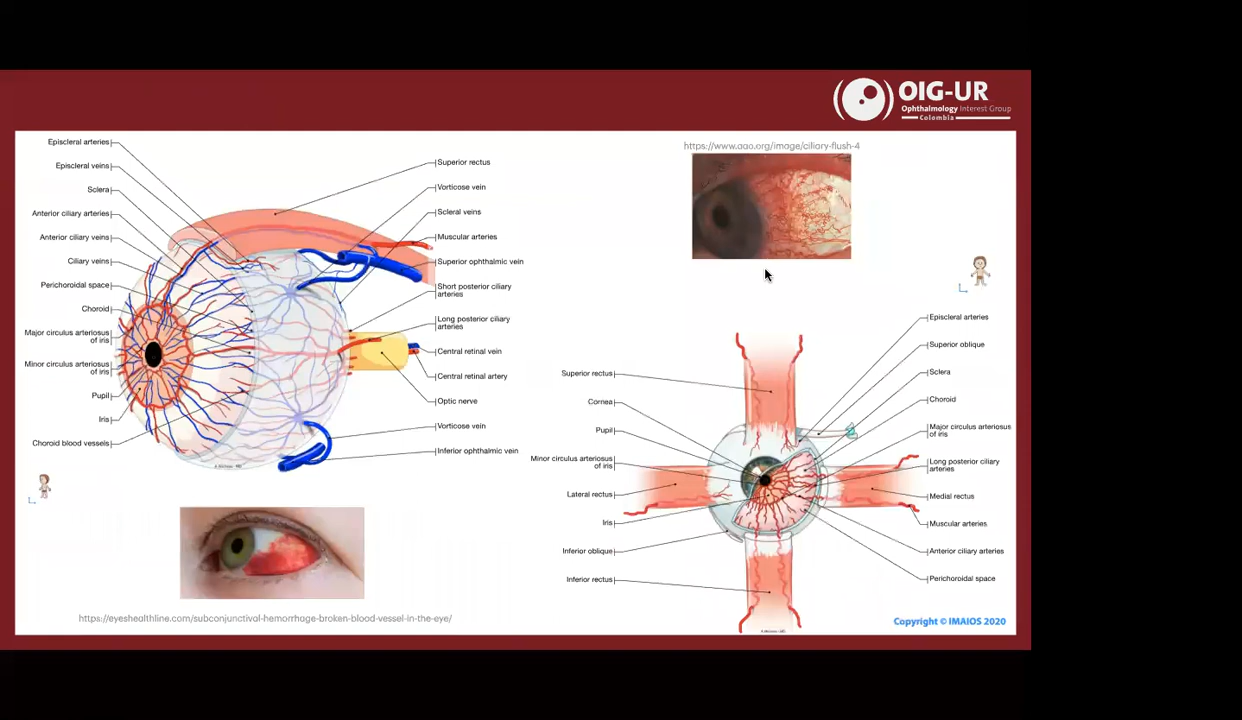 OIG-UR
Ophthalmology Interest Group
Colombia
Episcleral arteries
Episcleral veins
Sclera
Anterior ciliary arteries
Anterior ciliary veins
Ciliary veins
Perichoroidal space
Choroid
Major circulus arteriosus
of iris
Minor circulus arteriosus
of iris
Pupil
Iris
Choroid blood vessels
Superior rectus
Vorticose vein
Scleral veins
Muscular arteries
Superior ophthalmic vein
Short posterior ciliary
arteries
Long posterior ciliary
arteries
Central retinal vein
Central retinal artery
Optic nerve
Vorticose vein
Inferior ophthalmic vein
https://eyeshealthline.com/subconjunctival-hemorrhage-broken-blood-vessel-in-the-eye/
https://www.aao.org/image/ciliary-flush-4
Superior rectus
Cornea
Pupil
Minor circulus arteriosus
of iris
Lateral rectus
Iris
Inferior oblique
Inferior rectus
Episcleral arteries
Superior oblique
Sclera
Choroid
Major circulus arteriosus
of iris
Long posterior ciliary
arteries
Medial rectus
Muscular arteries
Anterior ciliary arteries
Perichoroidal space
Copyright © IMAIOS 2020